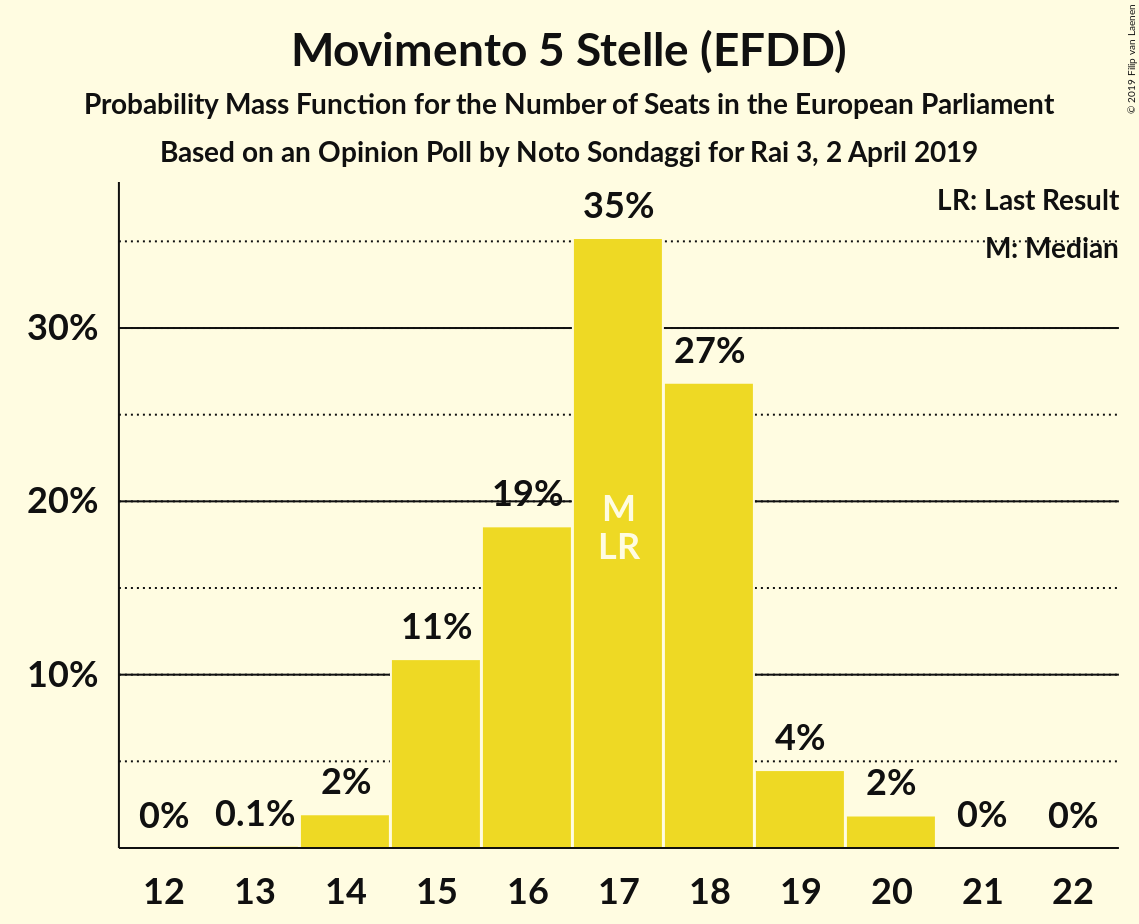 Movimento 5 Stelle (EFDD)
Probability Mass Function for the Number of Seats in the European Parliament
Based on an Opinion Poll by Noto Sondaggi for Rai 3, 2 April 2019
© 2019 Filip van Laenen
LR: Last Result
M: Median
30%
20%
10%
0%
0.1%
2%
11%
19%
35%
27%
4%
2%
0%
0%
M
LR
12 13 14 15 16 17 18 19 20 21 22